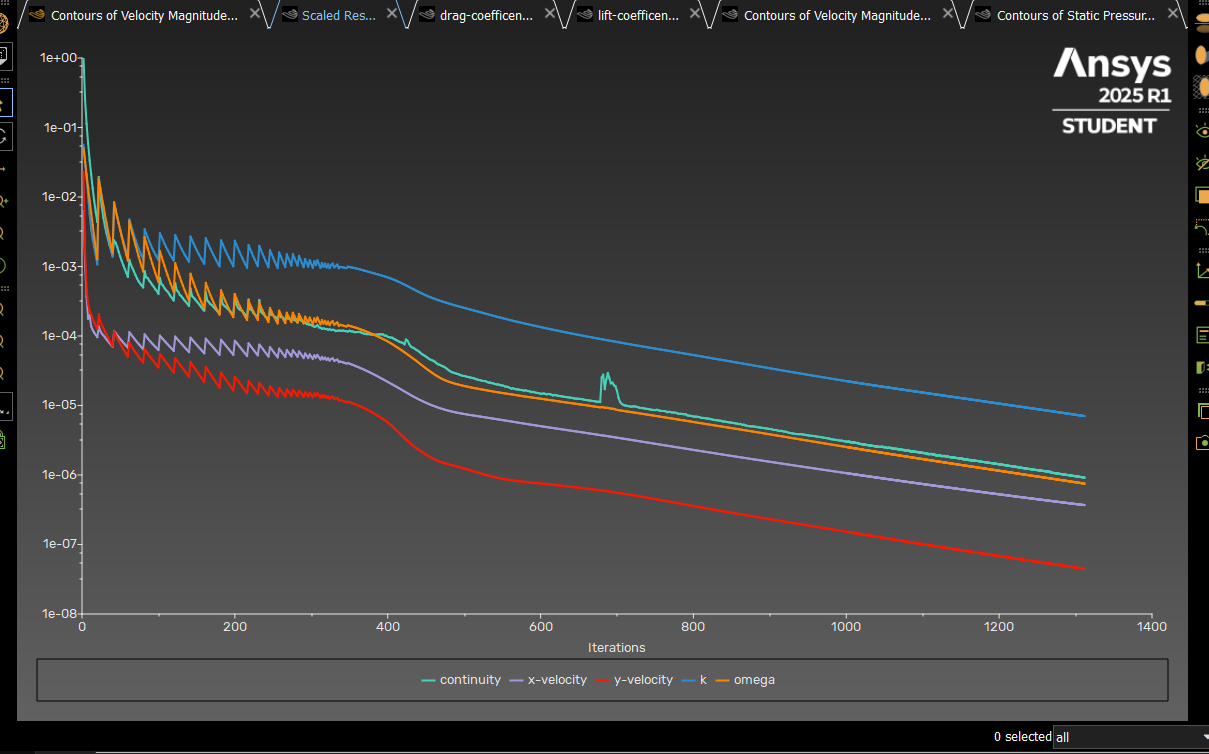 Contours of Velocity Magnitude...
Scaled Res...
drag-coefficen...
lift-coefficen...
Contours of Velocity Magnitude...
Contours of Static Pressur...
Ansys
2025 R1
STUDENT
1e+00
1e-01
1e-02
1e-03
1e-04
1e-05
1e-06
1e-07
1e-08
0 200 400 600 800 1000 1200 1400
Iterations
continuity x-velocity y-velocity k omega
0 selected all